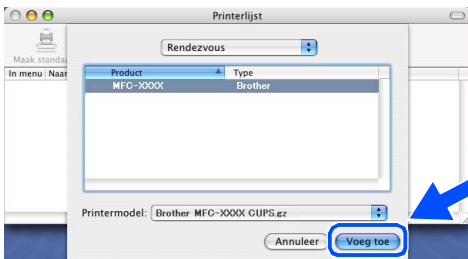 Printerlijst
Rendezvous
Maak standa
In menu Naar
Product Type
MFC-XXXX Brother
Printermodel: Brother MFC-XXXX CUPS.gz
Annuleer Voeg toe